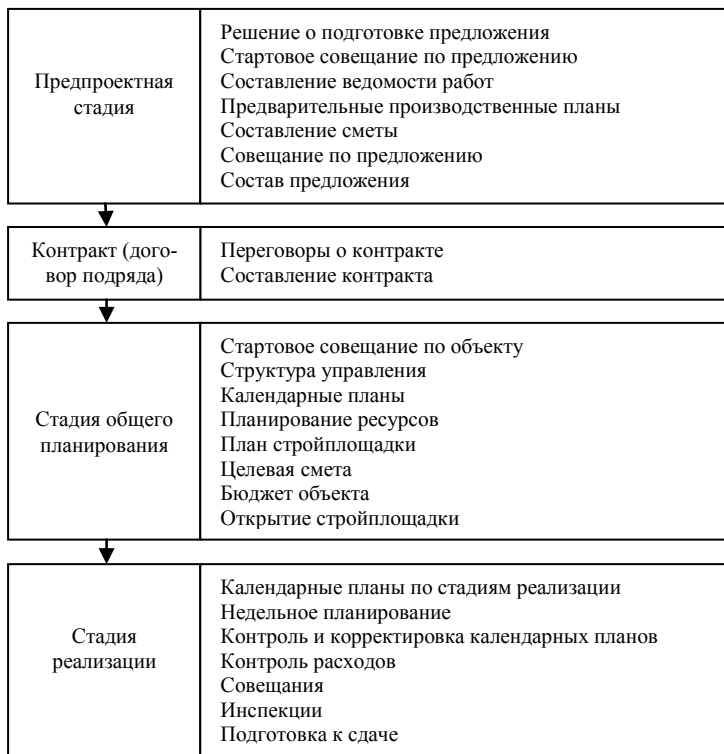 Предпроектная
стадия
Решение о подготовке предложения
Стартовое совещание по предложению
Составление ведомости работ
Предварительные производственные планы
Составление сметы
Совещание по предложению
Состав предложения
Контракт (дого-
вор подряда)
Переговоры о контракте
Составление контракта
Стадия общего
планирования
Стартовое совещание по объекту
Структура управления
Календарные планы
Планирование ресурсов
План стройплощадки
Целевая смета
Бюджет объекта
Открытие стройплощадки
Стадия
реализации
Календарные планы по стадиям реализации
Недельное планирование
Контроль и корректировка календарных планов
Контроль расходов
Совещания
Инспекции
Подготовка к сдаче